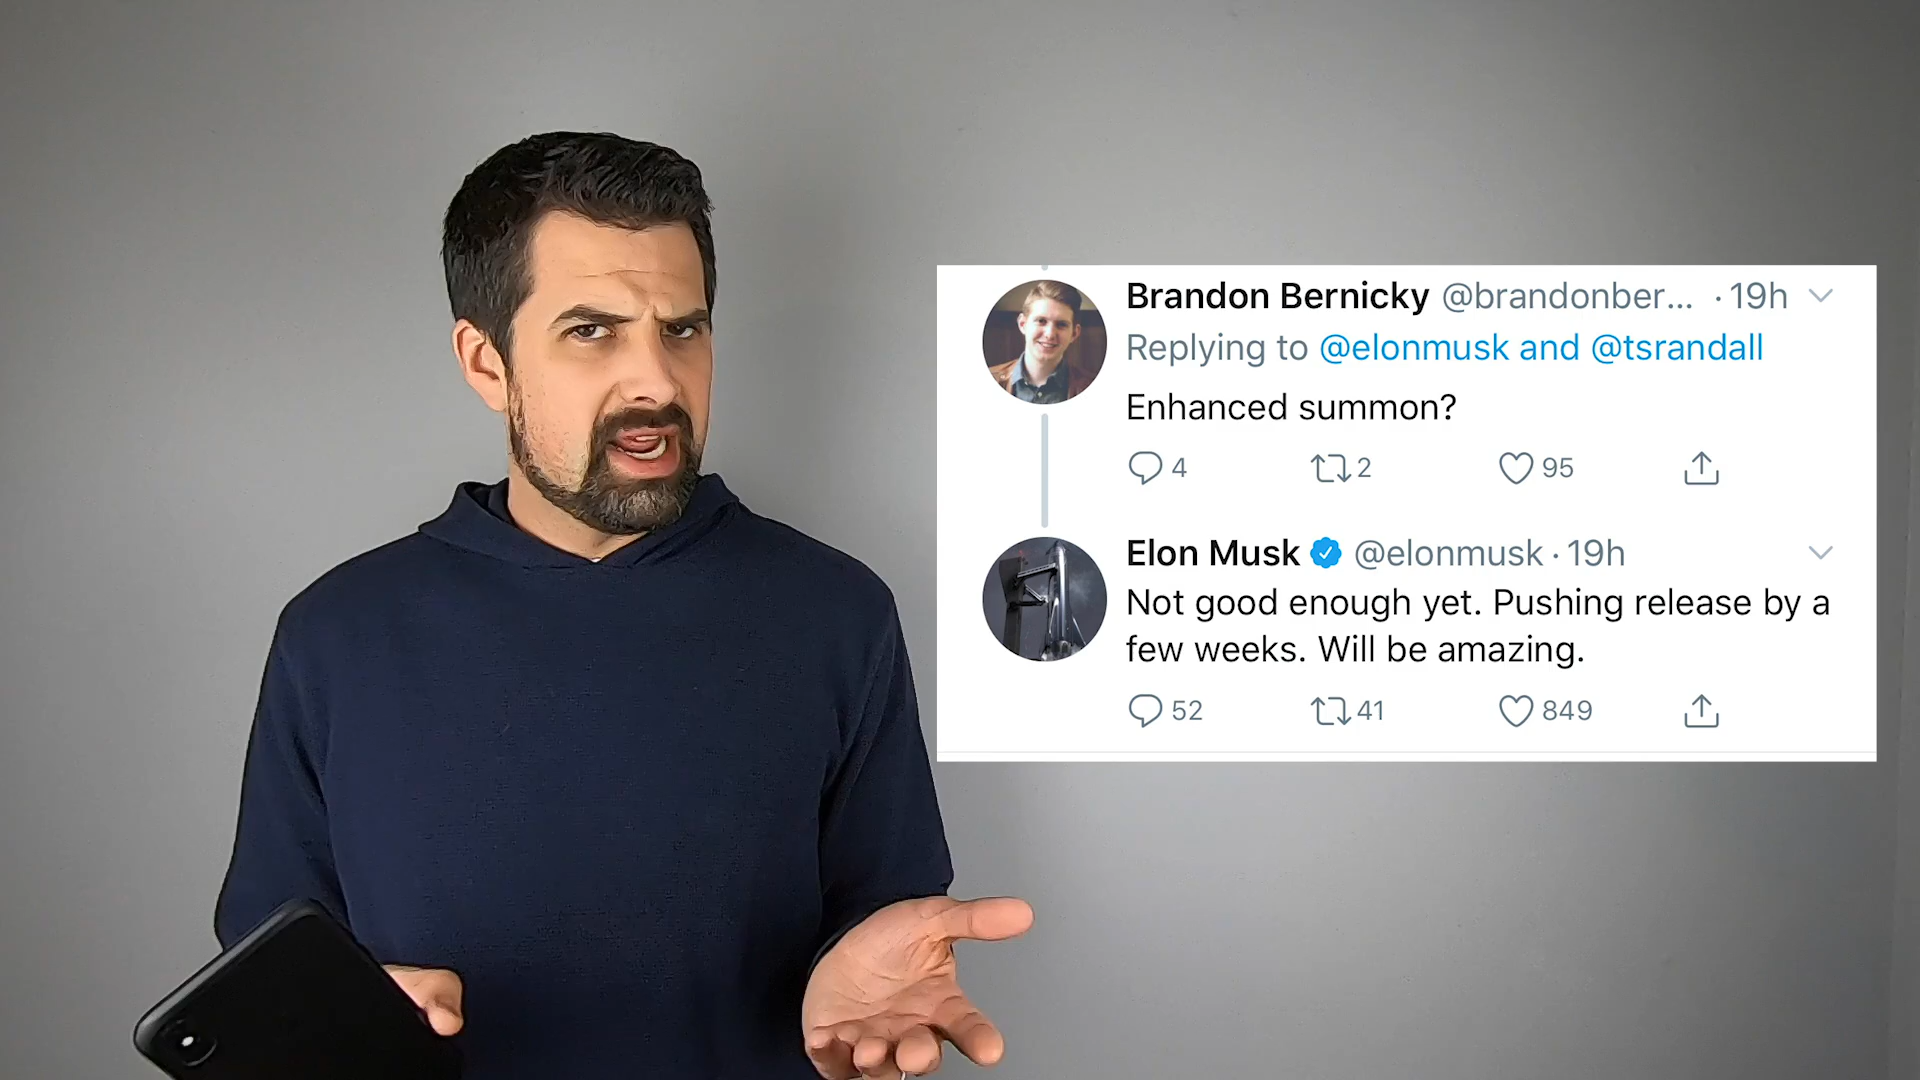 Brandon Bernicky @brandonber... · 19h
Replying to @elonmusk and @tsrandall
Enhanced summon?
4 2 95
Elon Musk @elonmusk · 19h
Not good enough yet. Pushing release by a
few weeks. Will be amazing.
52 41 849